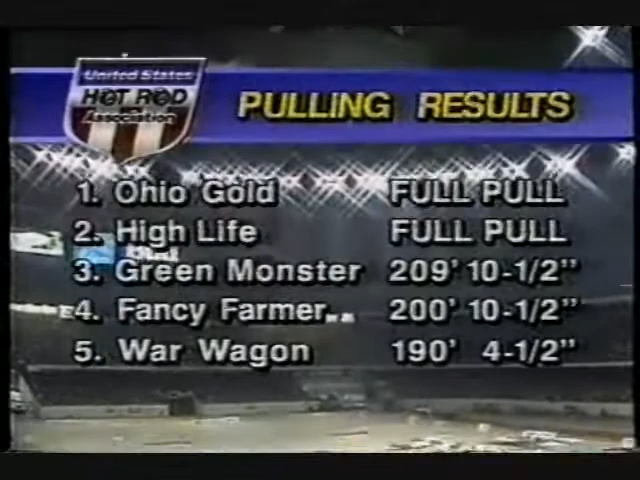 United States
HOT ROD
Association
PULLING RESULTS
1. Ohio Gold FULL PULL
2. High Life FULL PULL
3. Green Monster 209' 10-1/2"
4. Fancy Farmer 200' 10-1/2"
5. War Wagon 190' 4-1/2"